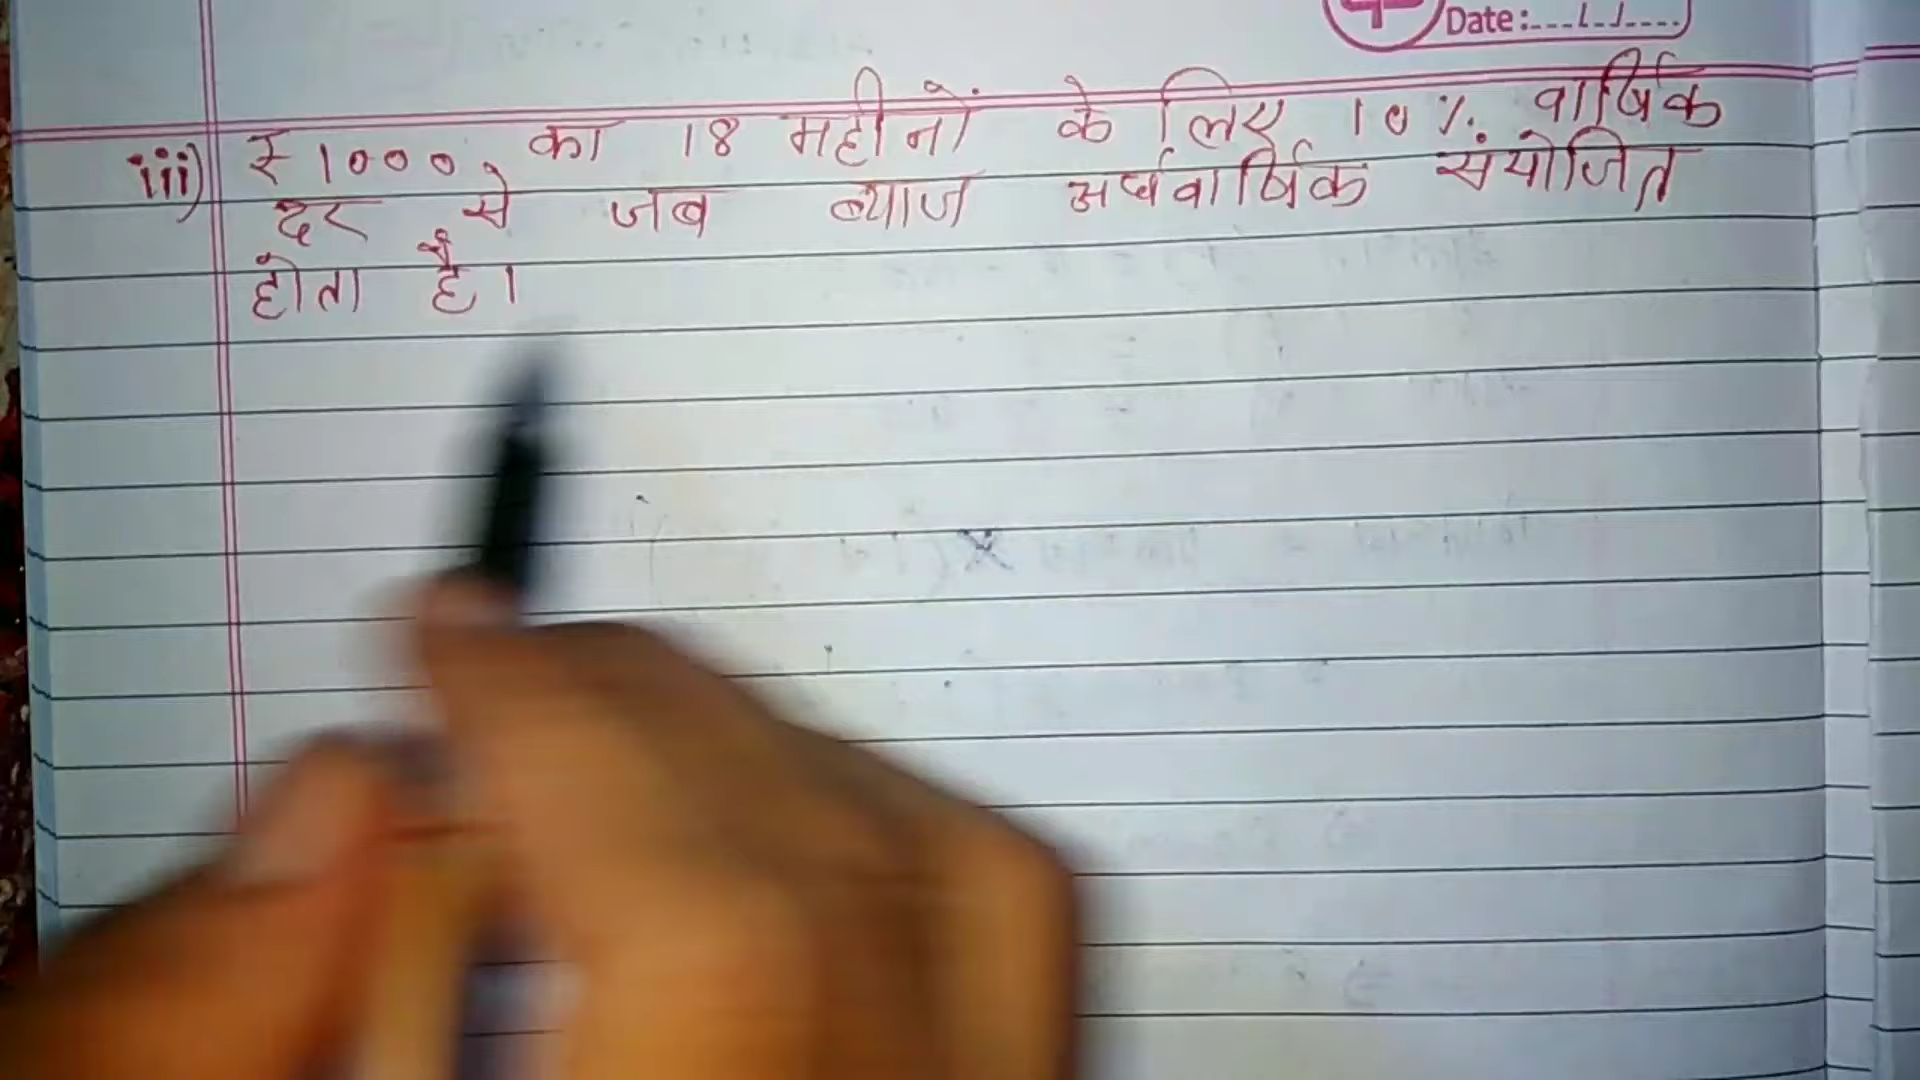 Date:---/-/----
iii) ₹1000 का 18 महीनों के लिए 10% वार्षिक
दर से जब ब्याज अर्धवार्षिक संयोजित
होता है।